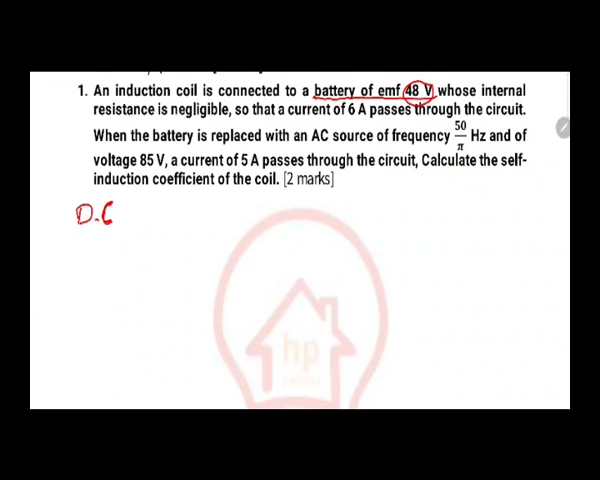 1. An induction coil is connected to a battery of emf 48 V whose internal
resistance is negligible, so that a current of 6 A passes through the circuit.
When the battery is replaced with an AC source of frequency 50/π Hz and of
voltage 85 V, a current of 5 A passes through the circuit, Calculate the self-
induction coefficient of the coil. [2 marks]
D.C
hp